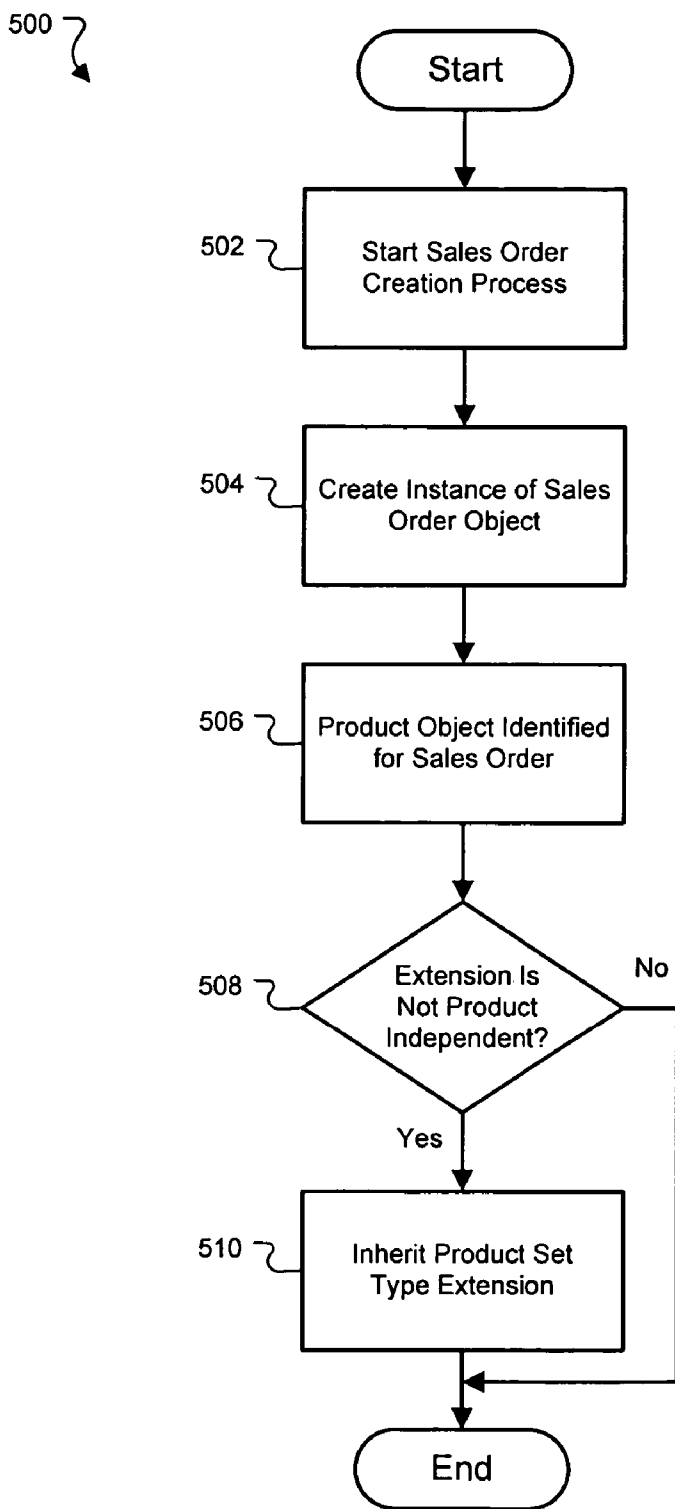 500
Start
502
Start Sales Order
Creation Process
504
Create Instance of Sales
Order Object
506
Product Object Identified
for Sales Order
508
Extension Is
Not Product
Independent?
No
Yes
510
Inherit Product Set
Type Extension
End